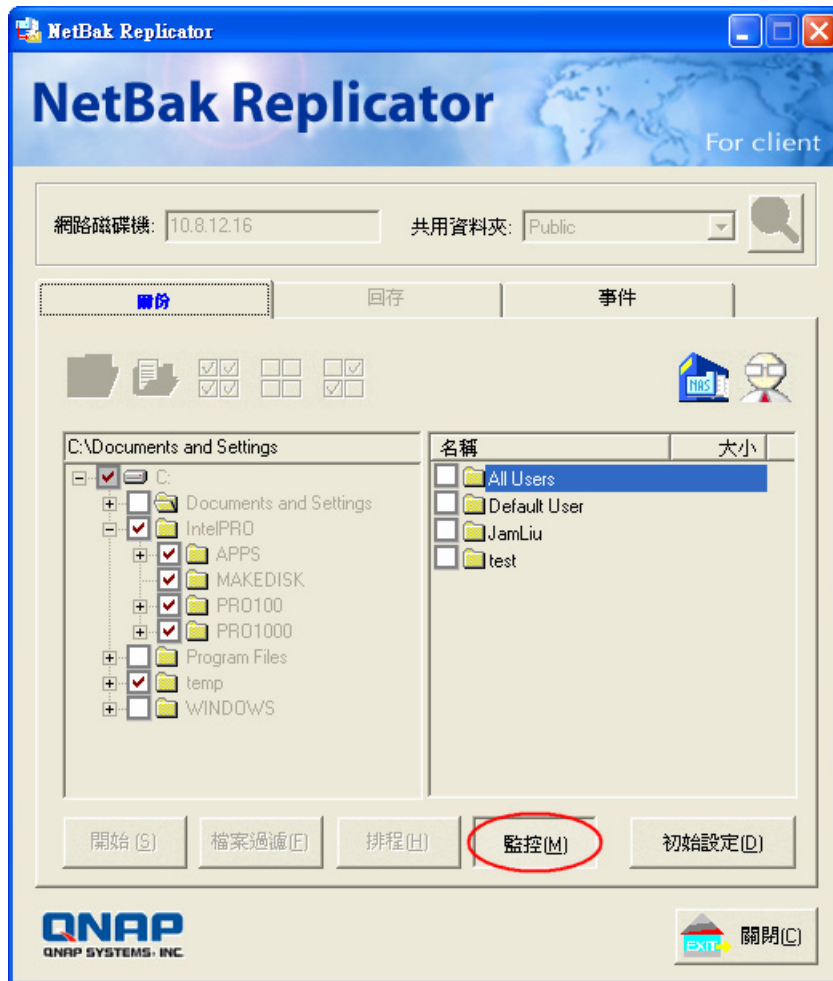 NetBak Replicator
NetBak Replicator
For client
網路磁碟機: 10.8.12.16 共用資料夾: Public
備份 回存 事件
NAS
C:\Documents and Settings
C:
Documents and Settings
IntelPRO
APPS
MAKEDISK
PRO100
PRO1000
Program Files
temp
WINDOWS
名稱 大小
All Users
Default User
JamLiu
test
開始 (S) 檔案過濾(F) 排程(H) 監控(M) 初始設定(D)
QNAP
QNAP SYSTEMS, INC.
EXIT 關閉(C)